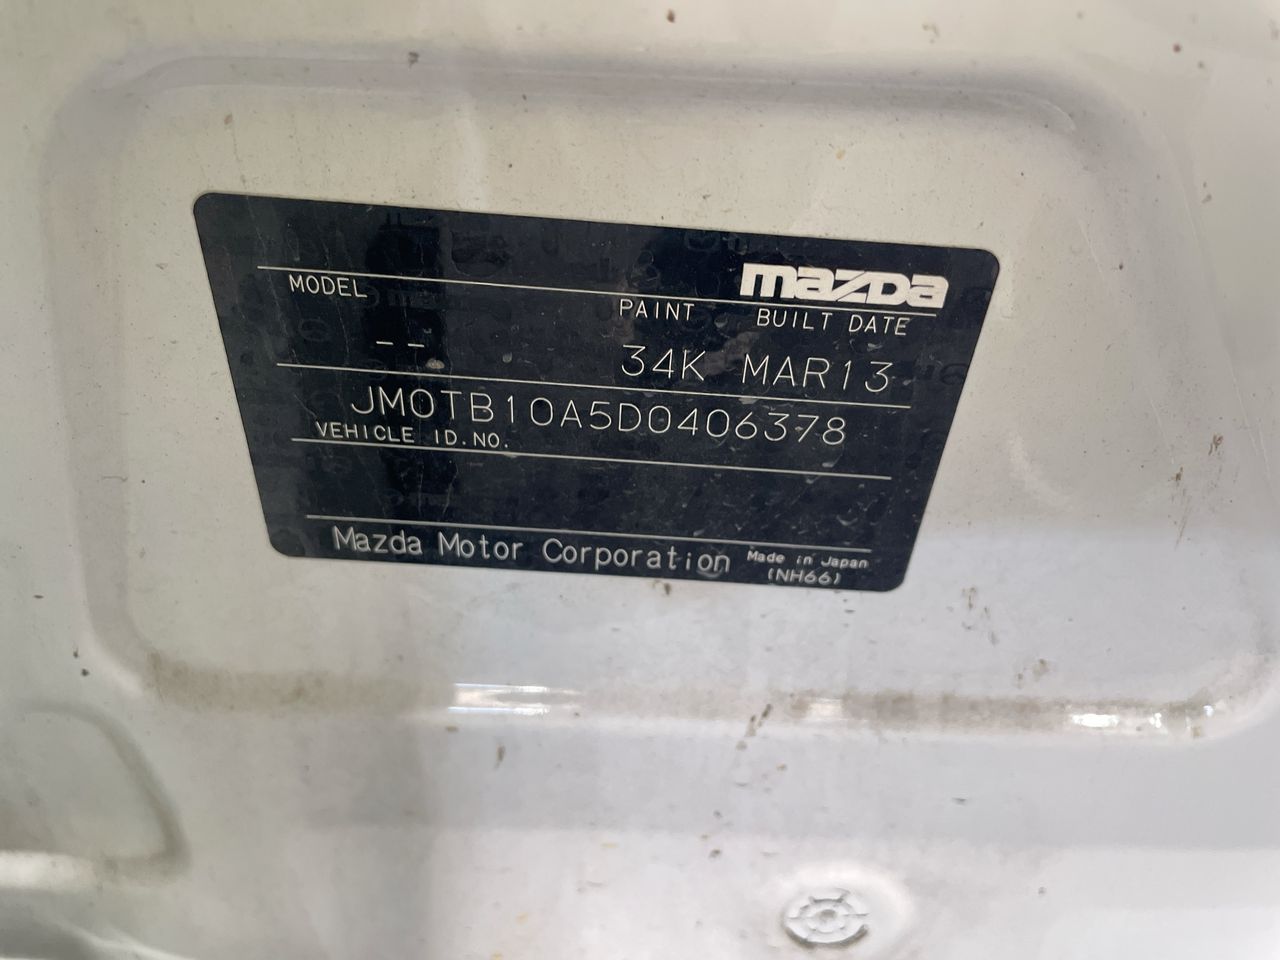 mazda
MODEL PAINT BUILT DATE
-- 34K MAR13
JM0TB10A5D0406378
VEHICLE ID.NO.
Mazda Motor Corporation Made in Japan
(NH66)